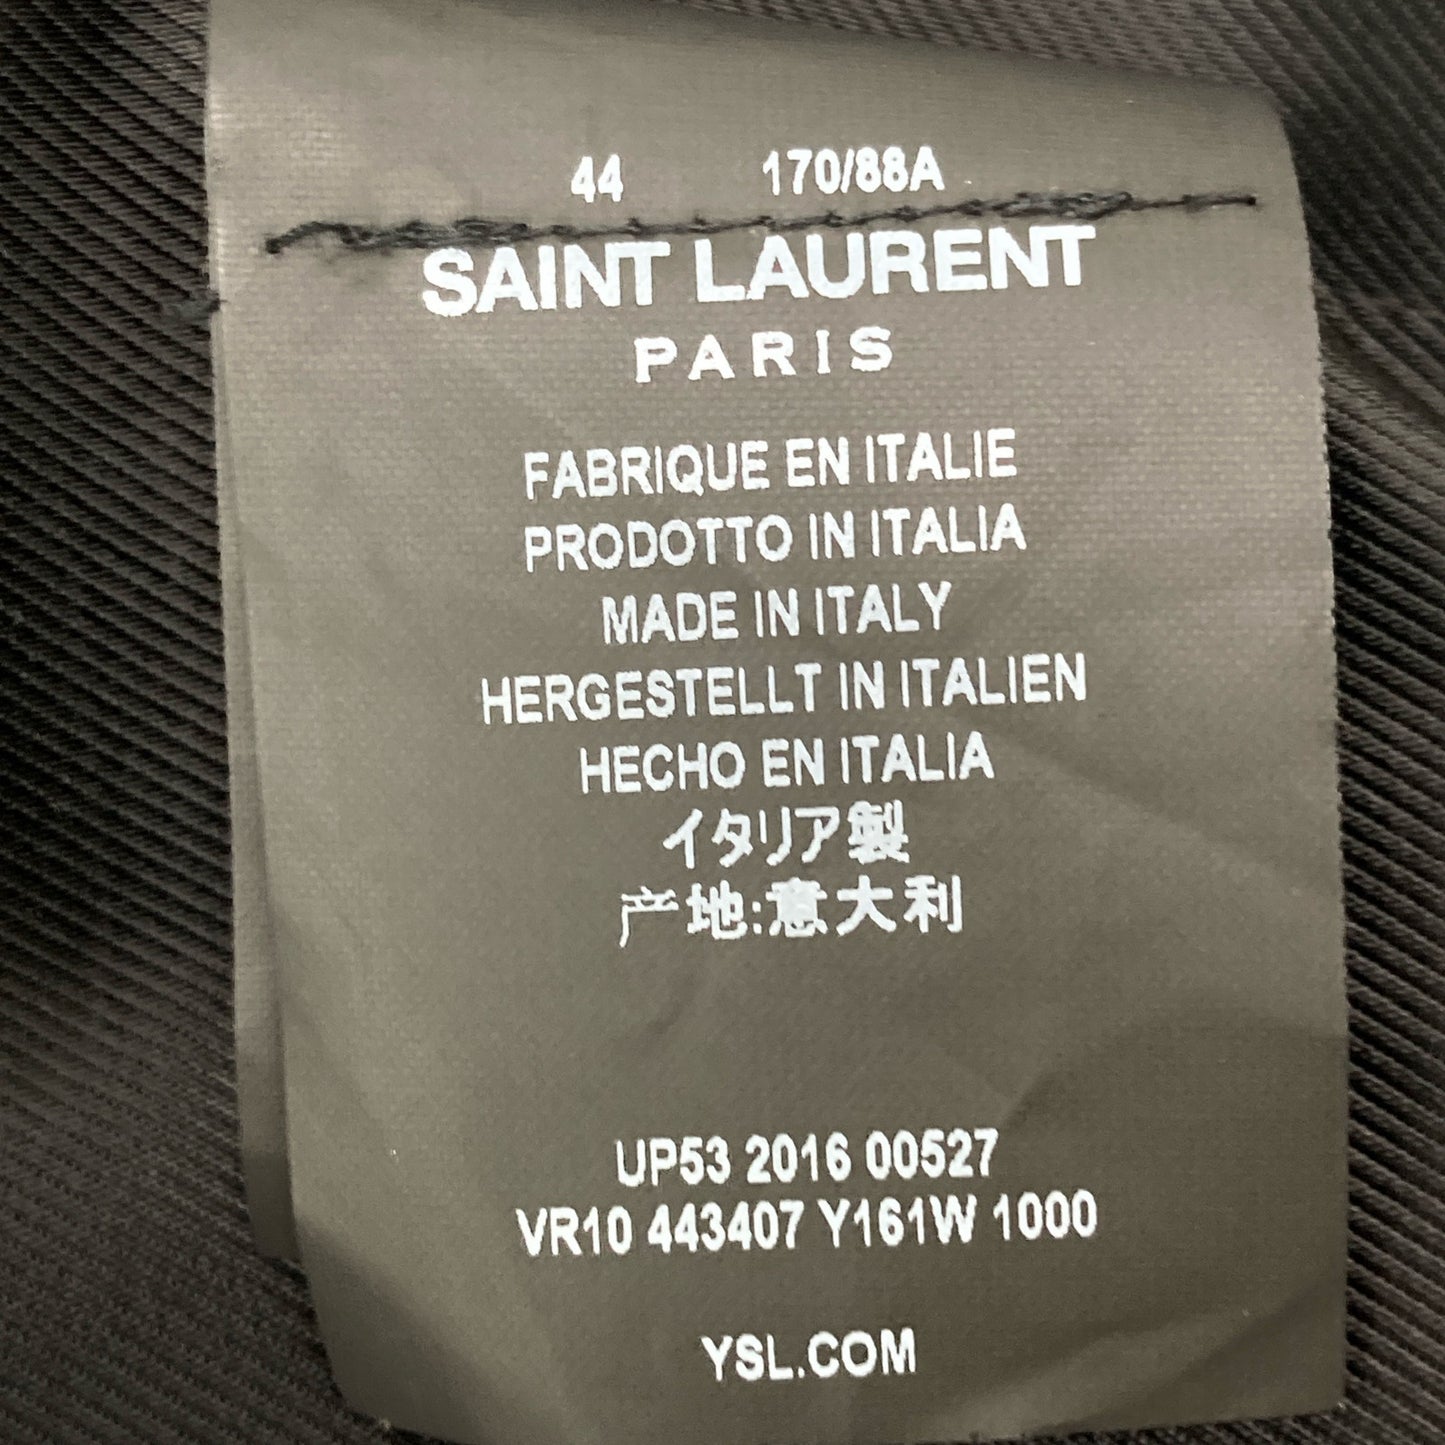 44 170/88A
SAINT LAURENT
PARIS
FABRIQUE EN ITALIE
PRODOTTO IN ITALIA
MADE IN ITALY
HERGESTELLT IN ITALIEN
HECHO EN ITALIA
イタリア製
产地:意大利
UP53 2016 00527
VR10 443407 Y161W 1000
YSL.COM